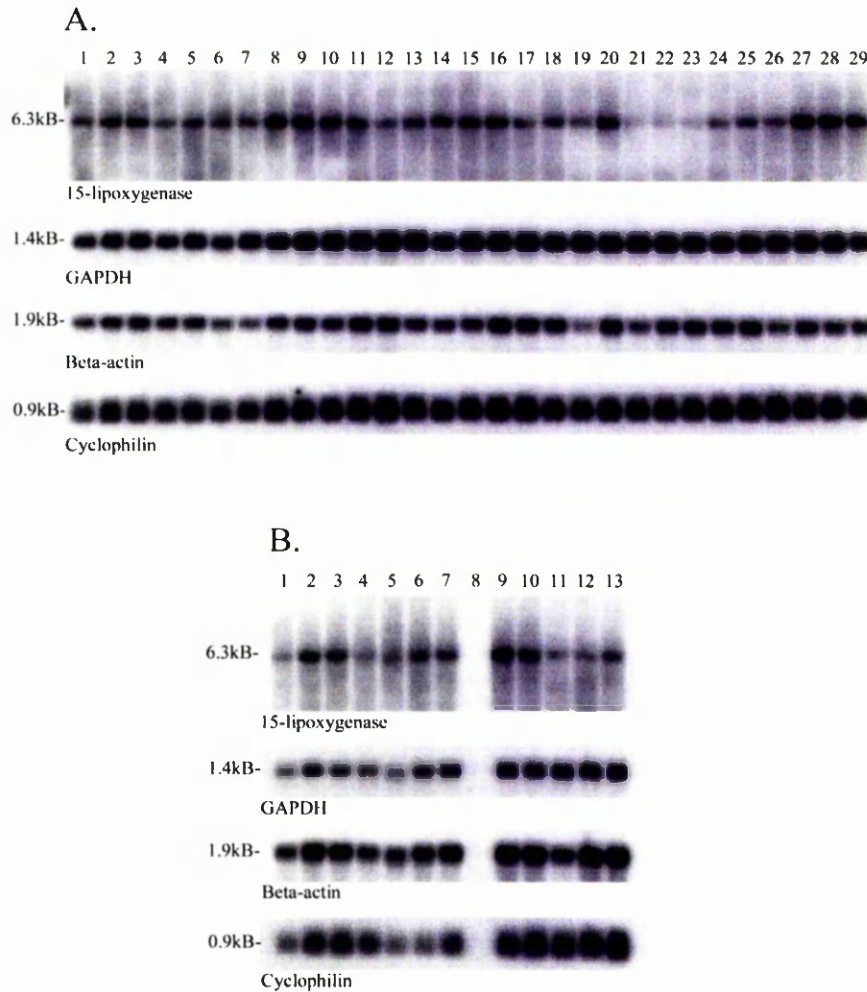 A.
1 2 3 4 5 6 7 8 9 10 11 12 13 14 15 16 17 18 19 20 21 22 23 24 25 26 27 28 29
6.3kB-
15-lipoxygenase
1.4kB-
GAPDH
1.9kB-
Beta-actin
0.9kB-
Cyclophilin
B.
1 2 3 4 5 6 7 8 9 10 11 12 13
6.3kB-
15-lipoxygenase
1.4kB-
GAPDH
1.9kB-
Beta-actin
0.9kB-
Cyclophilin